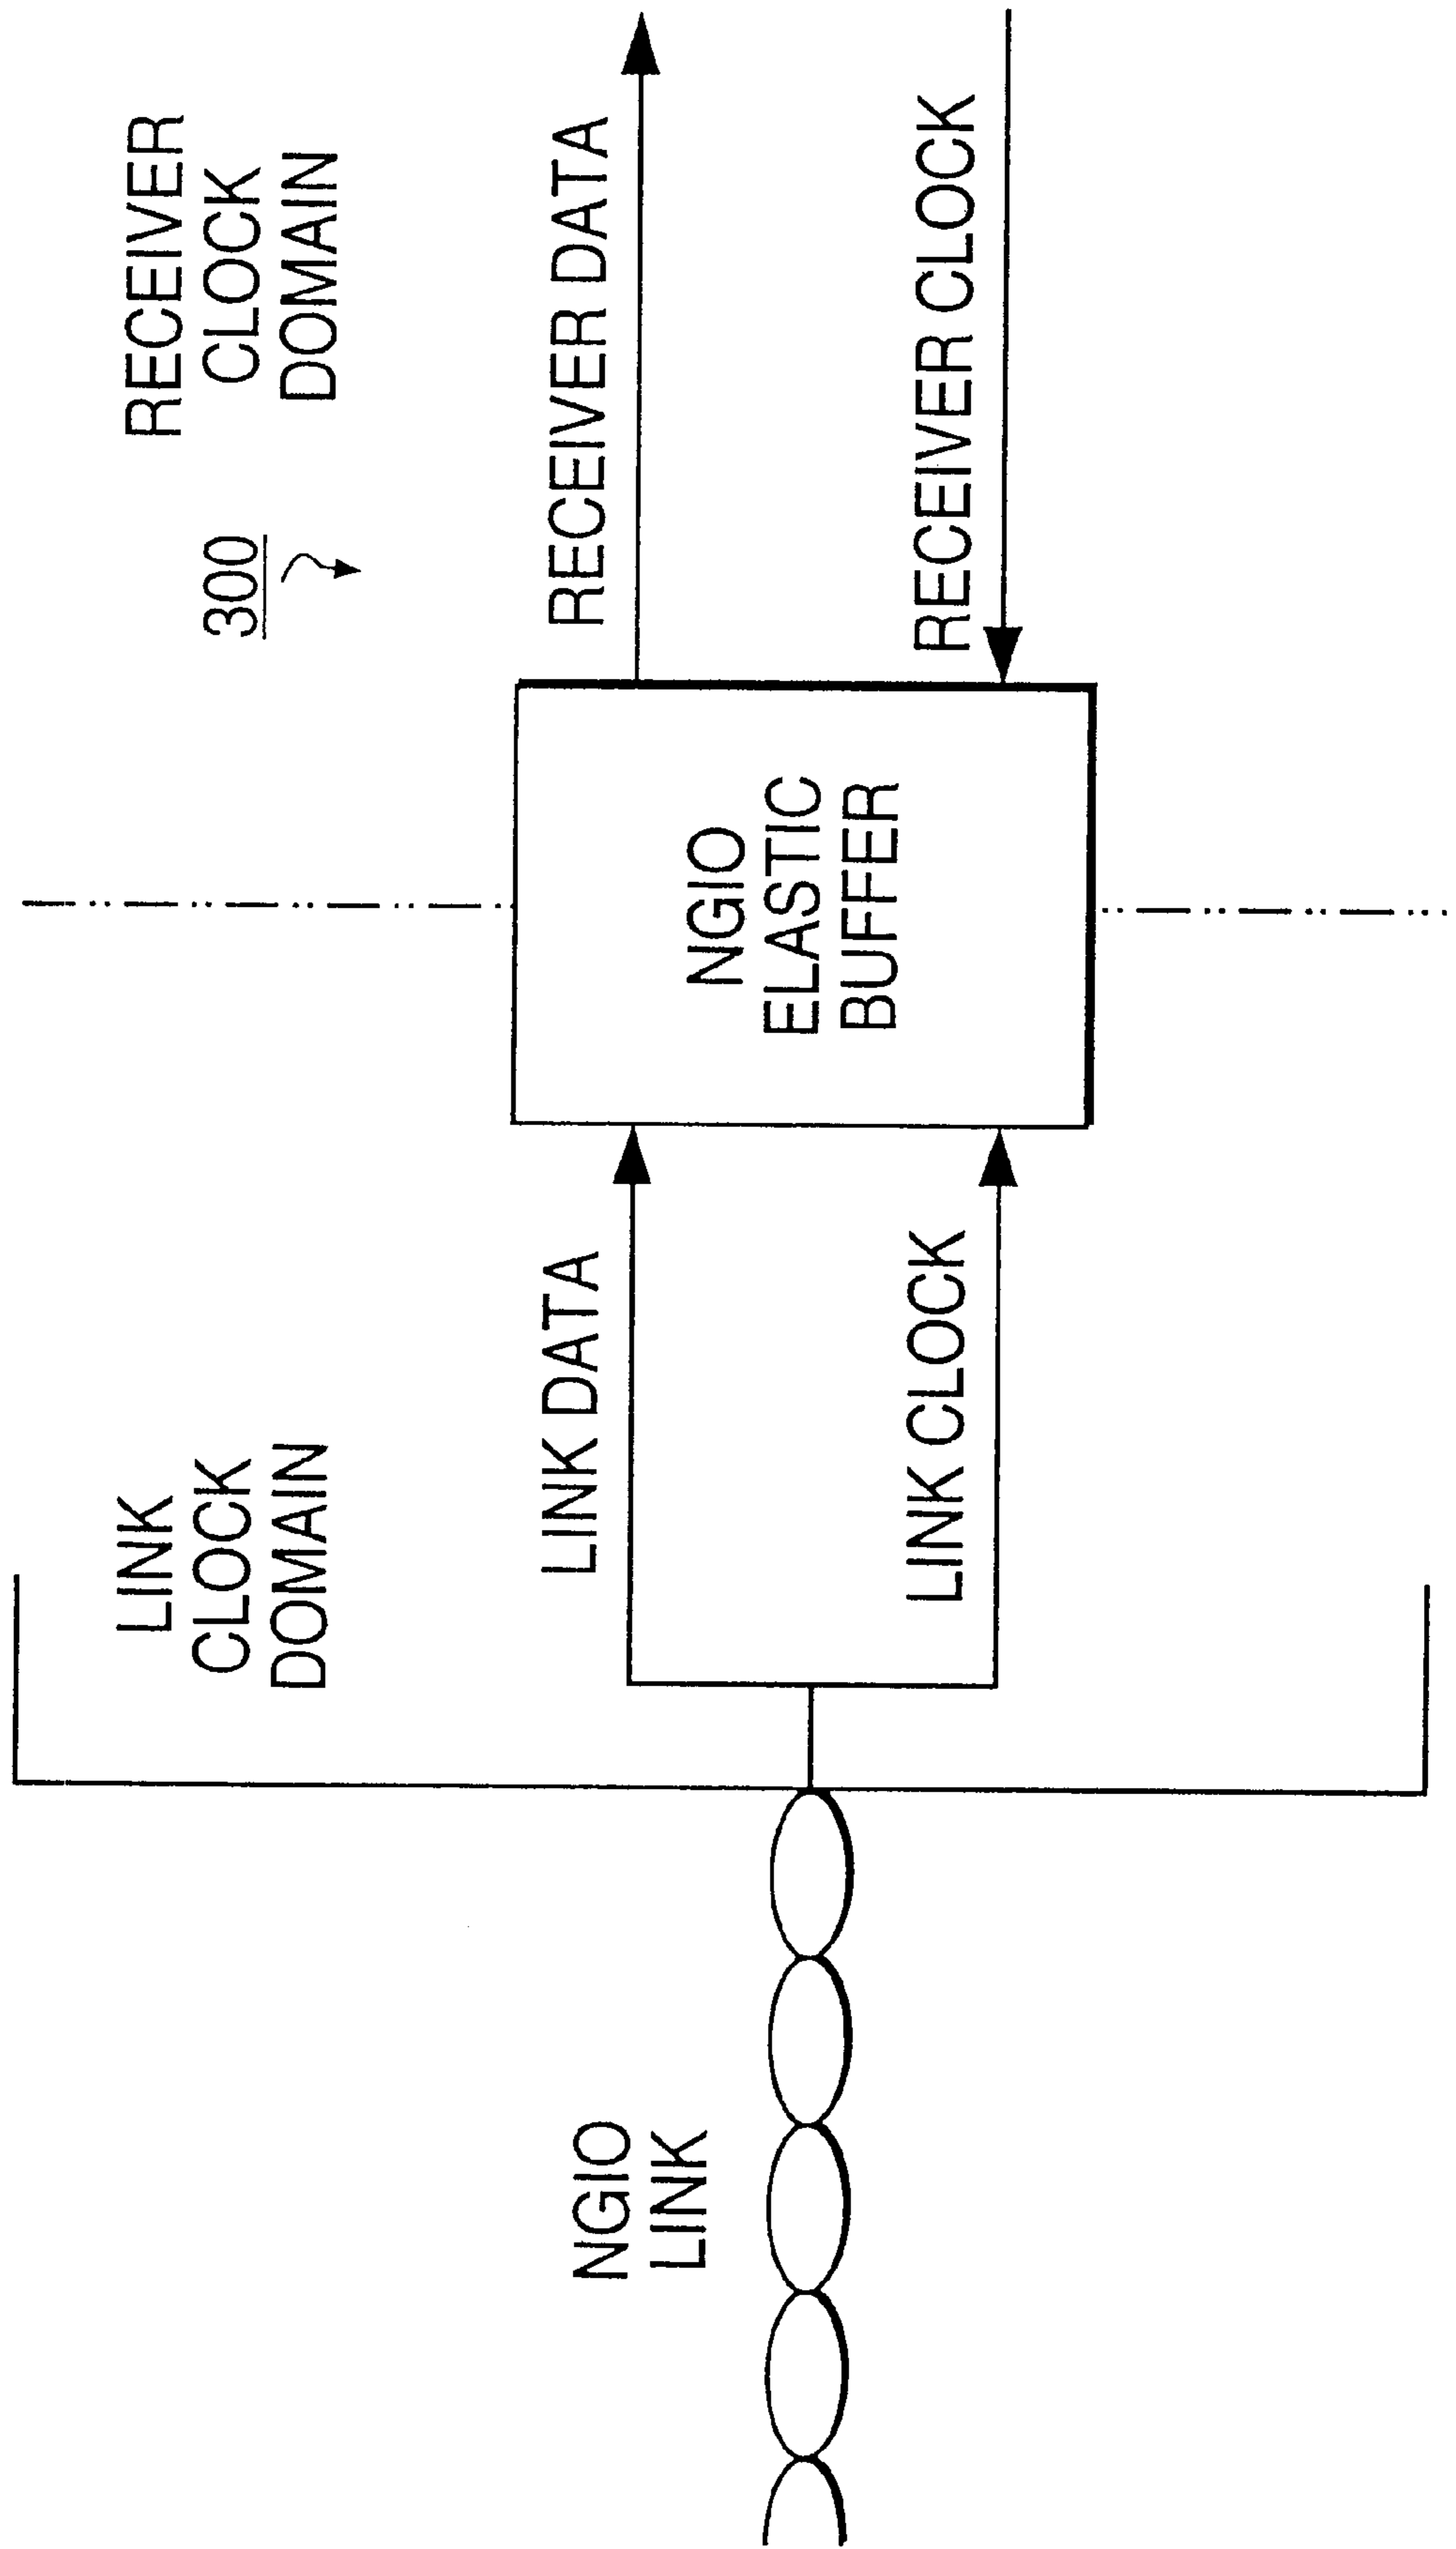 NGIO
LINK
LINK
CLOCK
DOMAIN
LINK DATA
LINK CLOCK
NGIO
ELASTIC
BUFFER
300
RECEIVER
CLOCK
DOMAIN
RECEIVER DATA
RECEIVER CLOCK